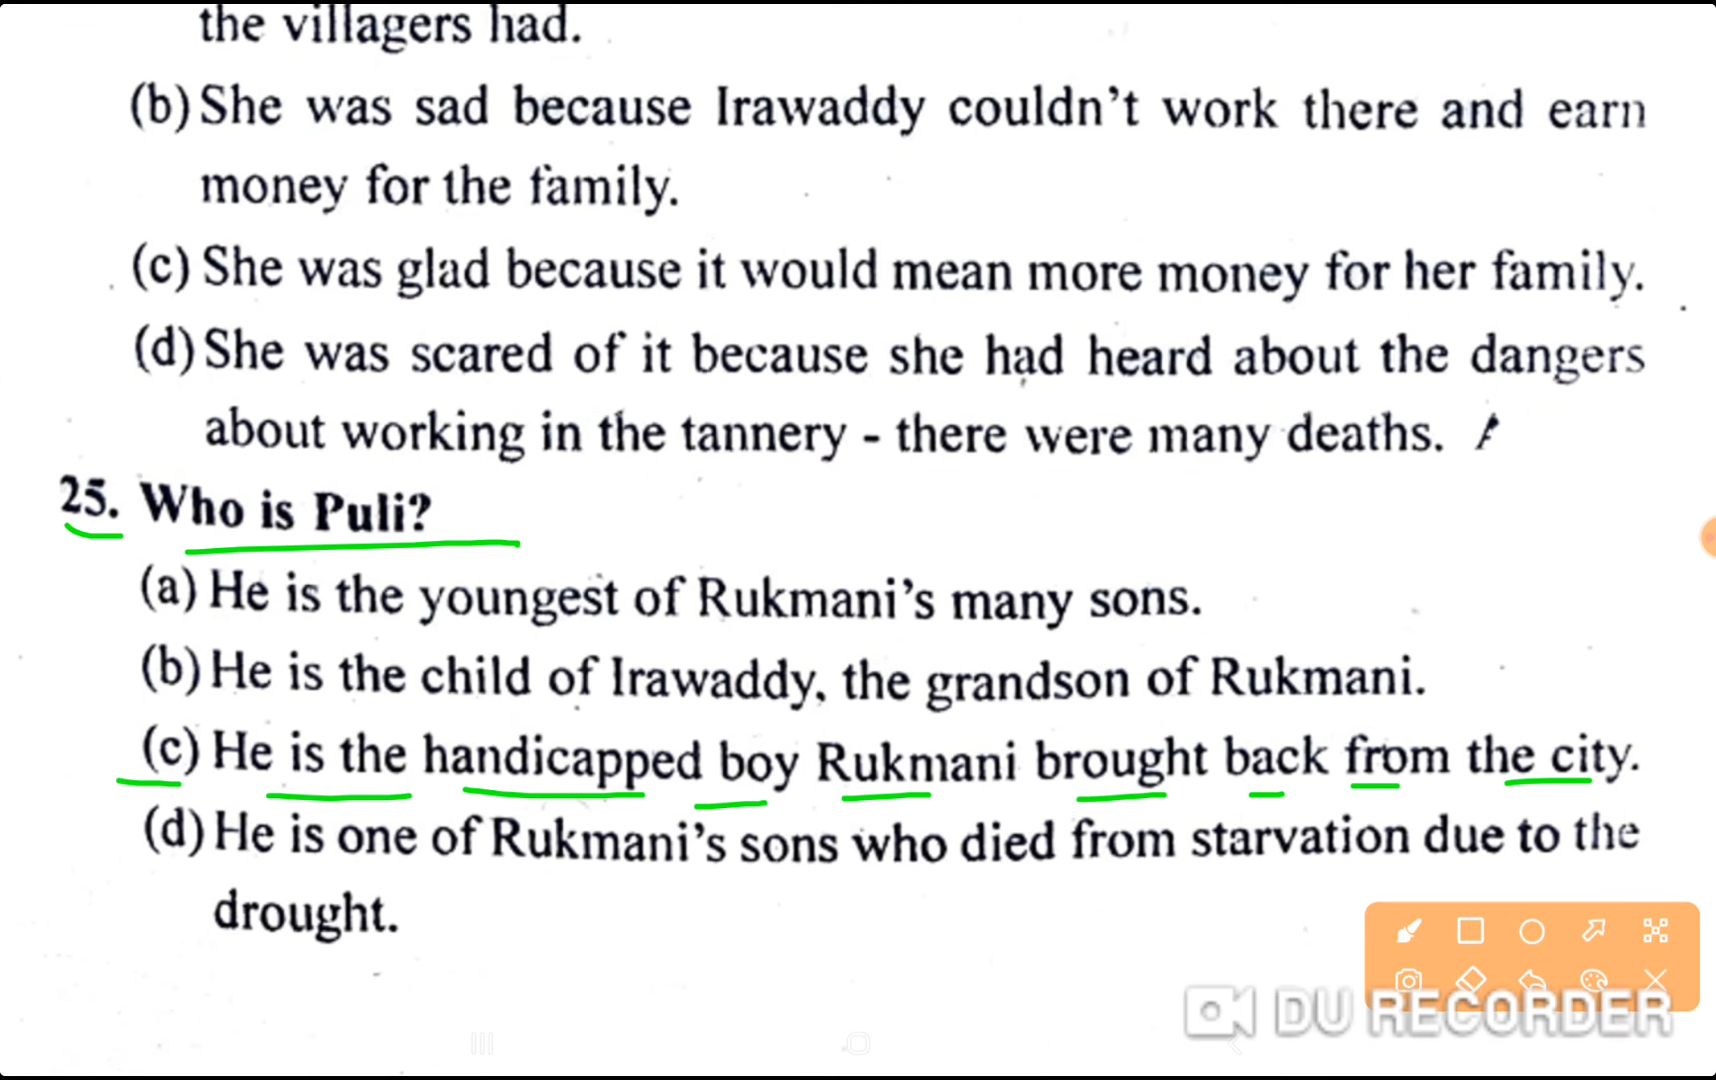 the villagers had.
(b) She was sad because Irawaddy couldn't work there and earn
money for the family.
(c) She was glad because it would mean more money for her family.
(d) She was scared of it because she had heard about the dangers
about working in the tannery - there were many deaths.
25. Who is Puli?
(a) He is the youngest of Rukmani's many sons.
(b) He is the child of Irawaddy, the grandson of Rukmani.
(c) He is the handicapped boy Rukmani brought back from the city.
(d) He is one of Rukmani's sons who died from starvation due to the
drought.
DU RECORDER